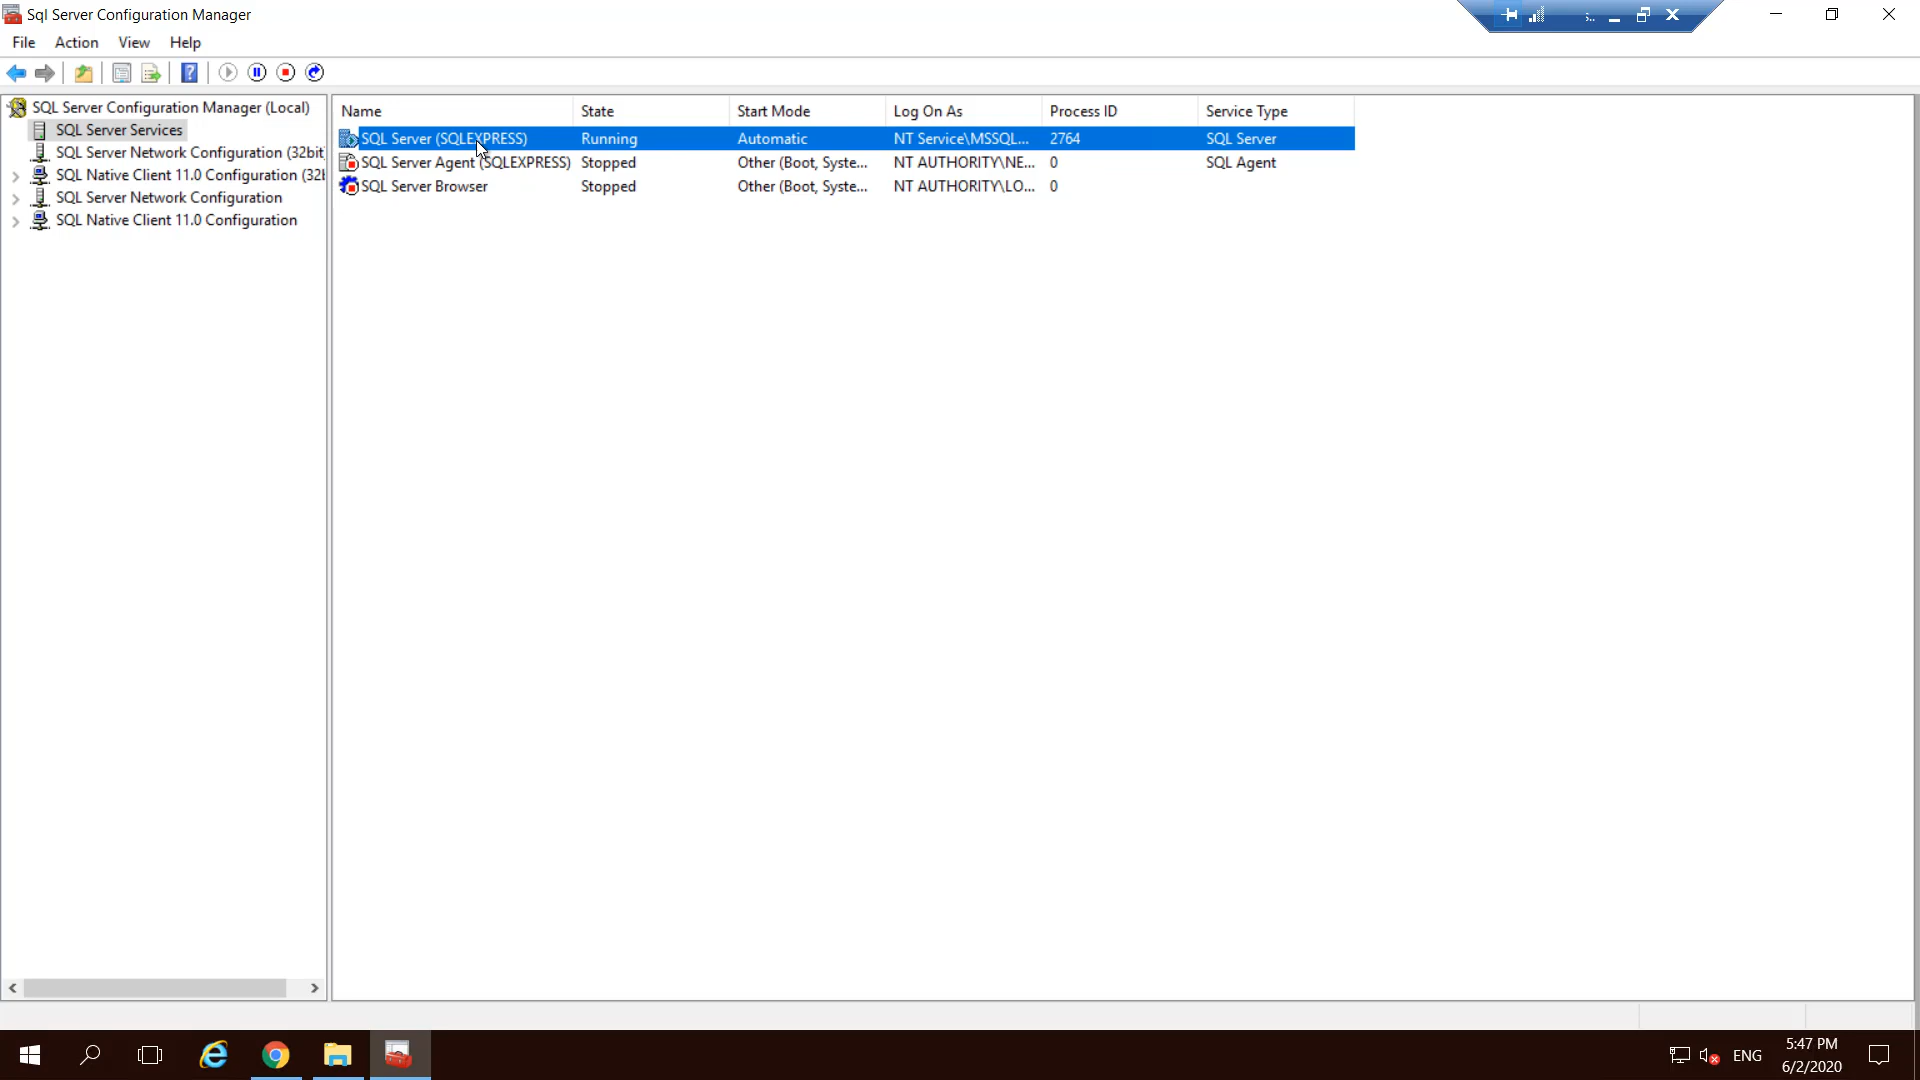 Sql Server Configuration Manager
File Action View Help
SQL Server Configuration Manager (Local)
SQL Server Services
SQL Server Network Configuration (32bit
SQL Native Client 11.0 Configuration (32
SQL Server Network Configuration
SQL Native Client 11.0 Configuration
Name State Start Mode Log On As Process ID Service Type
SQL Server (SQLEXPRESS) Running Automatic NT Service\MSSQL... 2764 SQL Server
SQL Server Agent (SQLEXPRESS) Stopped Other (Boot, Syste... NT AUTHORITY\NE... 0 SQL Agent
SQL Server Browser Stopped Other (Boot, Syste... NT AUTHORITY\LO... 0
ENG
5:47 PM
6/2/2020